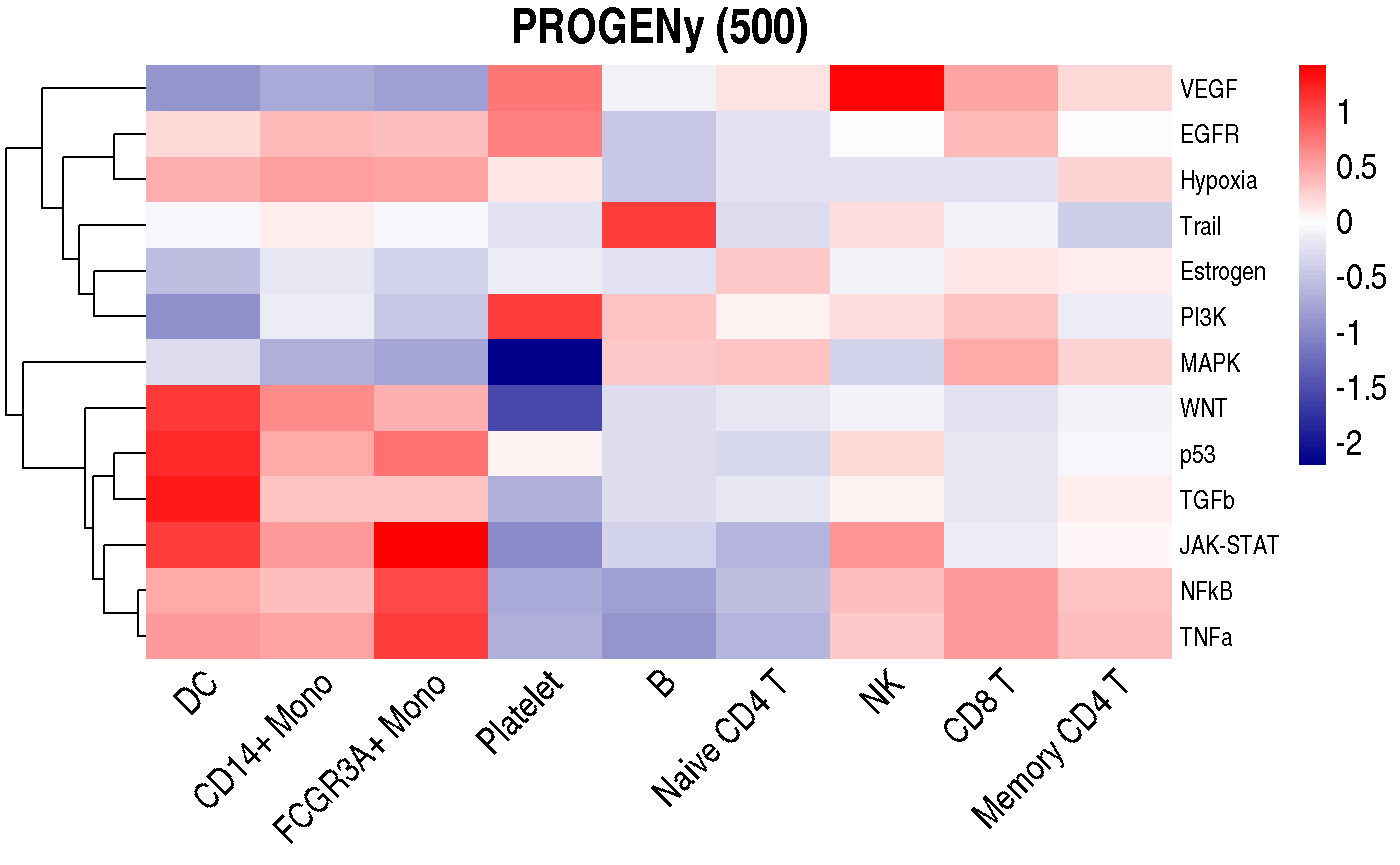 PROGENy (500)
VEGF
EGFR
Hypoxia
Trail
Estrogen
PI3K
MAPK
WNT
p53
TGFb
JAK-STAT
NFkB
TNFa
1
0.5
0
-0.5
-1
-1.5
-2
DC
CD14+ Mono
FCGR3A+ Mono
Platelet
B
Naive CD4 T
NK
CD8 T
Memory CD4 T